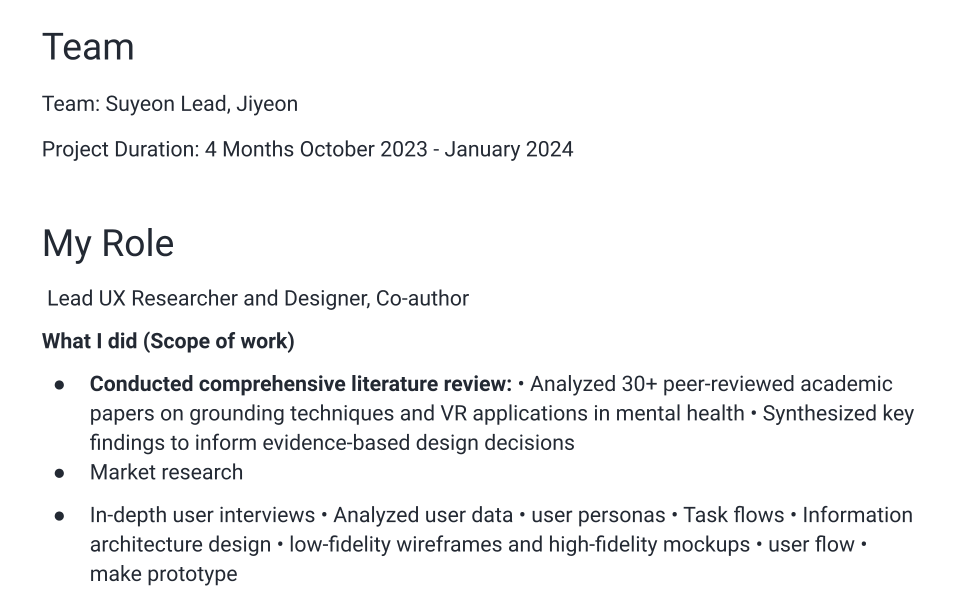 Team
Team: Suyeon Lead, Jiyeon
Project Duration: 4 Months October 2023 - January 2024
My Role
Lead UX Researcher and Designer, Co-author
What I did (Scope of work)
● Conducted comprehensive literature review: • Analyzed 30+ peer-reviewed academic
papers on grounding techniques and VR applications in mental health • Synthesized key
findings to inform evidence-based design decisions
● Market research
● In-depth user interviews • Analyzed user data • user personas • Task flows • Information
architecture design • low-fidelity wireframes and high-fidelity mockups • user flow •
make prototype